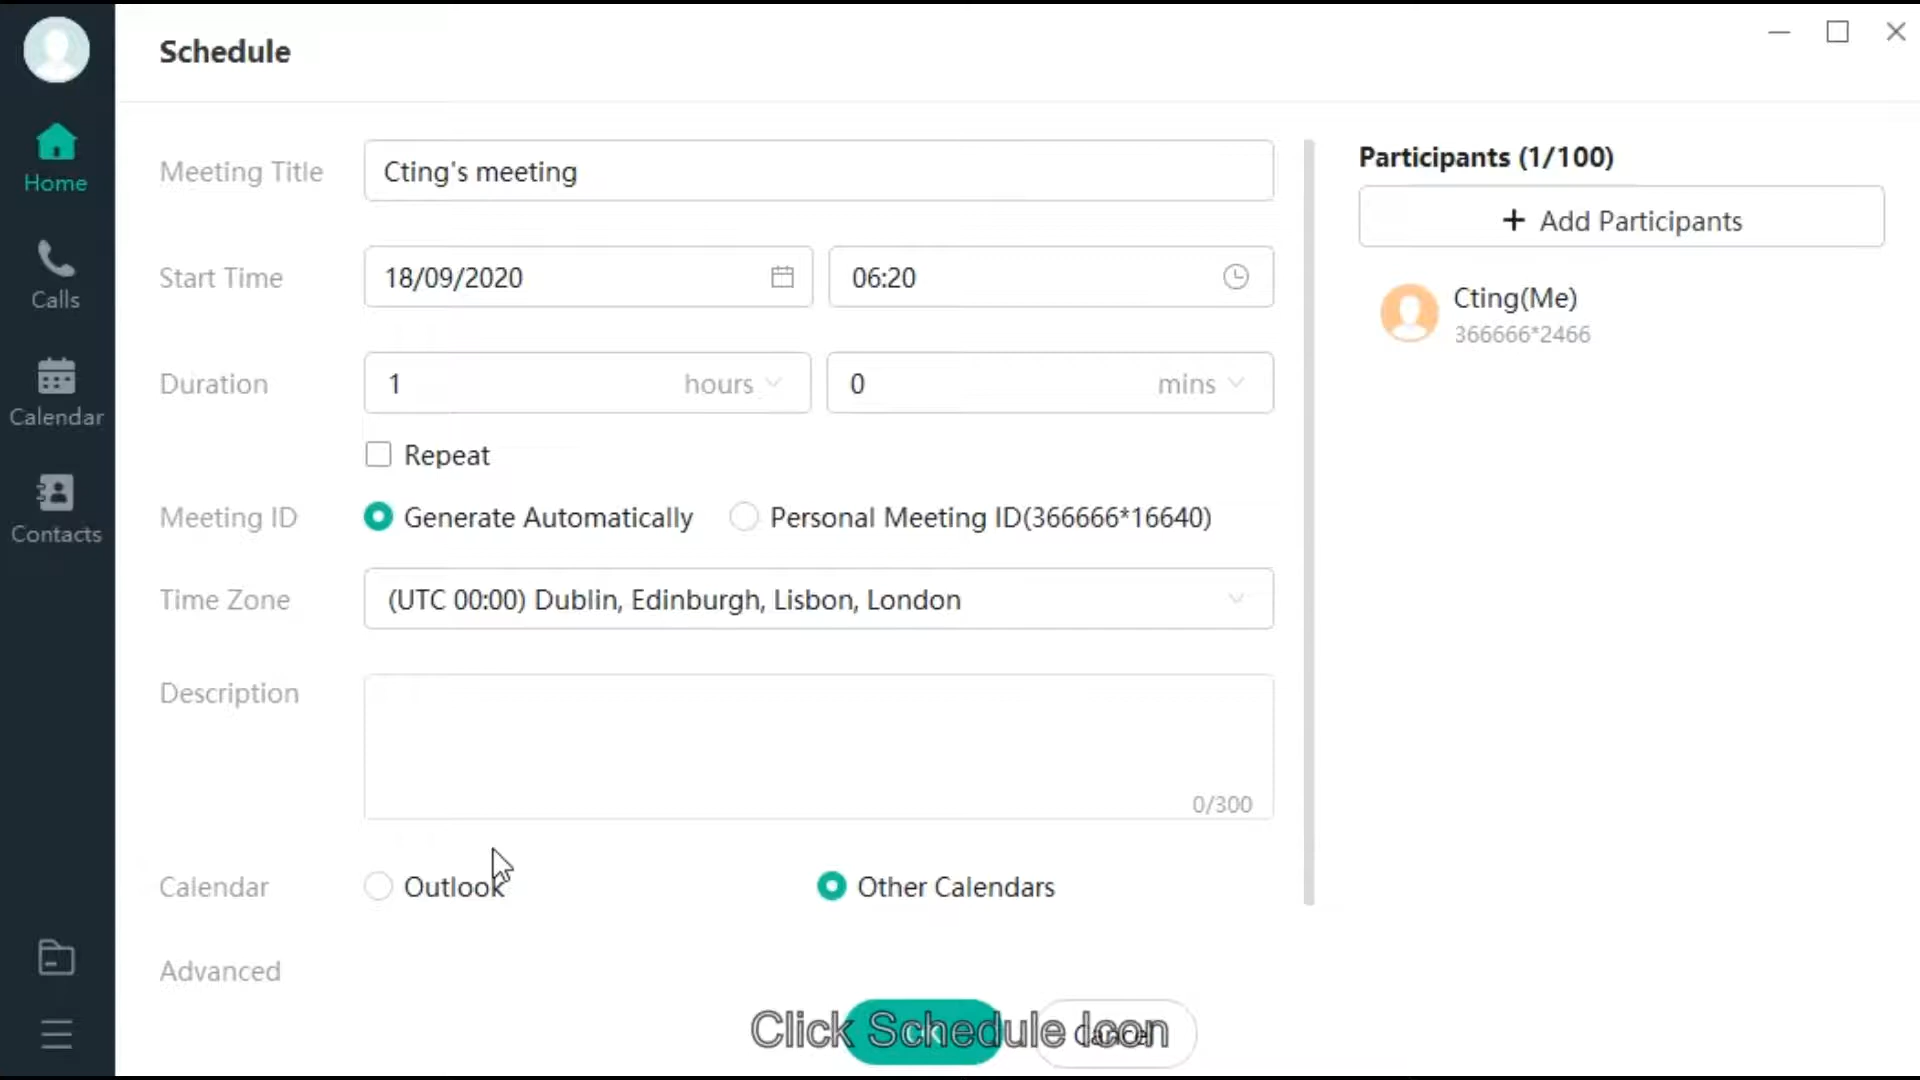 Schedule
Home
Calls
Calendar
Contacts
Meeting Title
Cting's meeting
Start Time
18/09/2020
06:20
Duration
1 hours
0 mins
Repeat
Meeting ID
Generate Automatically
Personal Meeting ID(366666*16640)
Time Zone
(UTC 00:00) Dublin, Edinburgh, Lisbon, London
Description
0/300
Calendar
Outlook
Other Calendars
Advanced
Click Schedule Icon
Cancel
Participants (1/100)
+ Add Participants
Cting(Me)
366666*2466